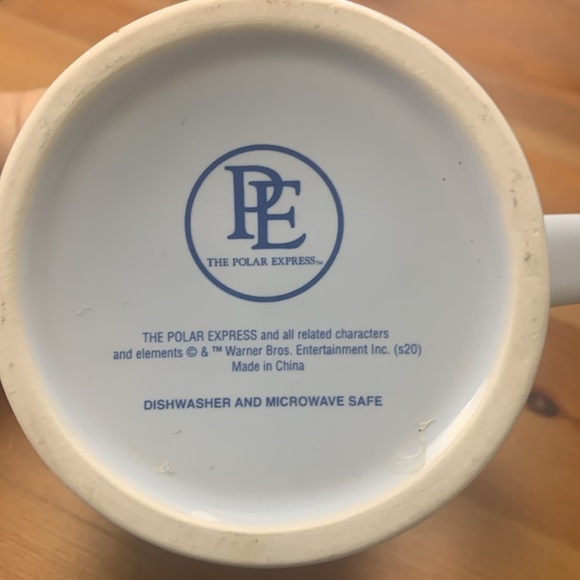 PE
THE POLAR EXPRESS™
THE POLAR EXPRESS and all related characters
and elements © & ™ Warner Bros. Entertainment Inc. (s20)
Made in China
DISHWASHER AND MICROWAVE SAFE